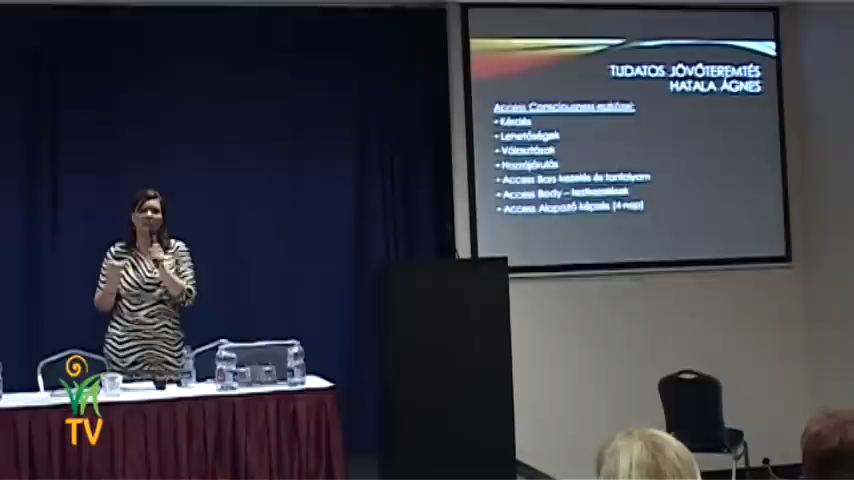 TUDATOS JÖVŐTEREMTÉS
HATALA ÁGNES
Access Consciousness eszközei:
• Kérdés
• Lehetőségek
• Választások
• Hozzájárulás
• Access Bars kezelés és tanfolyam
• Access Body – testkezelések
• Access Alapozó képzés (4 nap)
TV